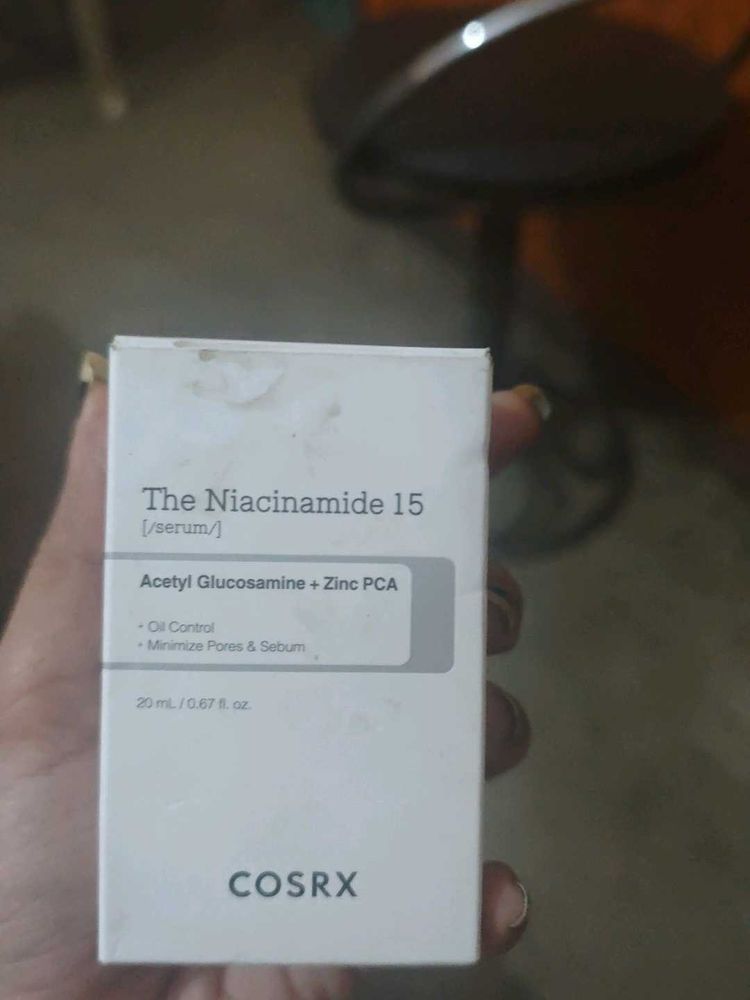 The Niacinamide 15
[/serum/]
Acetyl Glucosamine + Zinc PCA
+ Oil Control
+ Minimize Pores & Sebum
20 mL / 0.67 fl. oz.
COSRX